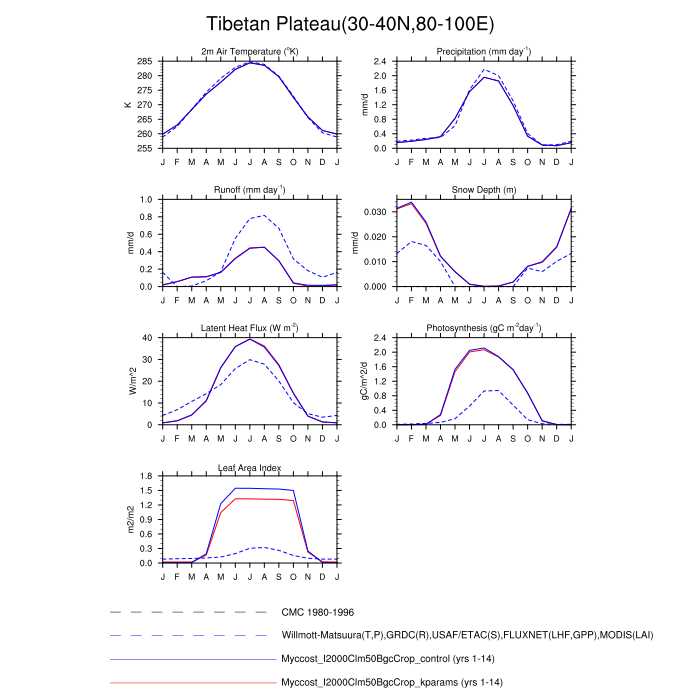 Tibetan Plateau(30-40N,80-100E)
2m Air Temperature (°K)
K
285
280
275
270
265
260
255
J F M A M J J A S O N D J
Precipitation (mm day⁻¹)
mm/d
2.4
2.0
1.6
1.2
0.8
0.4
0.0
J F M A M J J A S O N D J
Runoff (mm day⁻¹)
mm/d
1.0
0.8
0.6
0.4
0.2
0.0
J F M A M J J A S O N D J
Snow Depth (m)
mm/d
0.030
0.020
0.010
0.000
J F M A M J J A S O N D J
Latent Heat Flux (W m⁻²)
W/m^2
40
30
20
10
0
J F M A M J J A S O N D J
Photosynthesis (gC m⁻²day⁻¹)
gC/m^2/d
2.4
2.0
1.6
1.2
0.8
0.4
0.0
J F M A M J J A S O N D J
Leaf Area Index
m2/m2
1.8
1.5
1.2
0.9
0.6
0.3
0.0
J F M A M J J A S O N D J
CMC 1980-1996
Willmott-Matsuura(T,P),GRDC(R),USAF/ETAC(S),FLUXNET(LHF,GPP),MODIS(LAI)
Myccost_I2000Clm50BgcCrop_control (yrs 1-14)
Myccost_I2000Clm50BgcCrop_kparams (yrs 1-14)